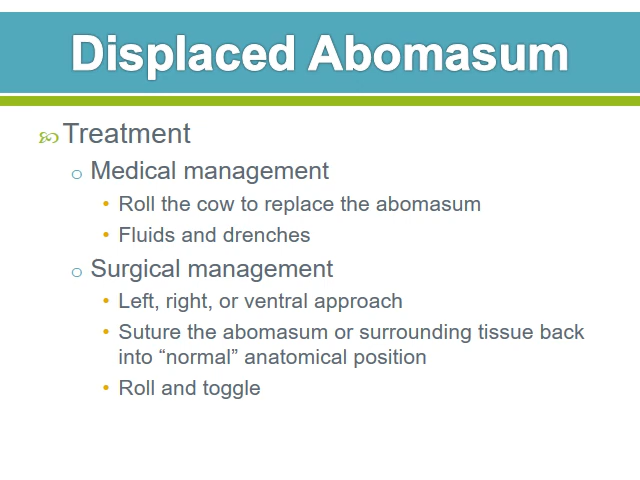 Displaced Abomasum
Treatment
Medical management
Roll the cow to replace the abomasum
Fluids and drenches
Surgical management
Left, right, or ventral approach
Suture the abomasum or surrounding tissue back
into “normal” anatomical position
Roll and toggle